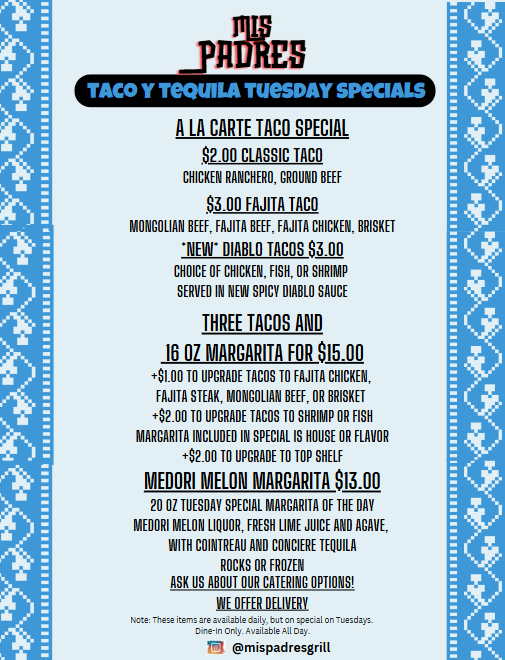 MIS
PADRES
TACO Y TEQUILA TUESDAY SPECIALS
A LA CARTE TACO SPECIAL
$2.00 CLASSIC TACO
CHICKEN RANCHERO, GROUND BEEF
$3.00 FAJITA TACO
MONGOLIAN BEEF, FAJITA BEEF, FAJITA CHICKEN, BRISKET
*NEW* DIABLO TACOS $3.00
CHOICE OF CHICKEN, FISH, OR SHRIMP
SERVED IN NEW SPICY DIABLO SAUCE
THREE TACOS AND
16 OZ MARGARITA FOR $15.00
+$1.00 TO UPGRADE TACOS TO FAJITA CHICKEN,
FAJITA STEAK, MONGOLIAN BEEF, OR BRISKET
+$2.00 TO UPGRADE TACOS TO SHRIMP OR FISH
MARGARITA INCLUDED IN SPECIAL IS HOUSE OR FLAVOR
+$2.00 TO UPGRADE TO TOP SHELF
MEDORI MELON MARGARITA $13.00
20 OZ TUESDAY SPECIAL MARGARITA OF THE DAY
MEDORI MELON LIQUOR, FRESH LIME JUICE AND AGAVE,
WITH COINTREAU AND CONCIERE TEQUILA
ROCKS OR FROZEN
ASK US ABOUT OUR CATERING OPTIONS!
WE OFFER DELIVERY
Note: These items are available daily, but on special on Tuesdays.
Dine-In Only. Available All Day.
@mispadresgrill